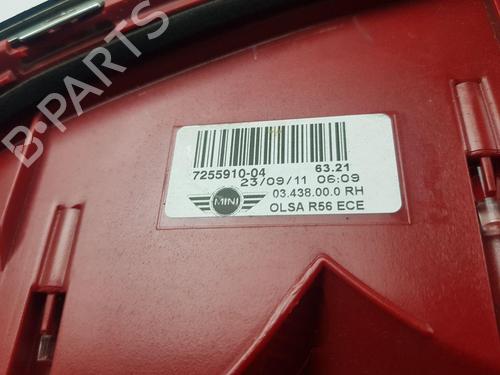 B-PARTS
7255910-04 63.21
23/09/11 06:09
03.438.00.0 RH
MINI
OLSA R56 ECE